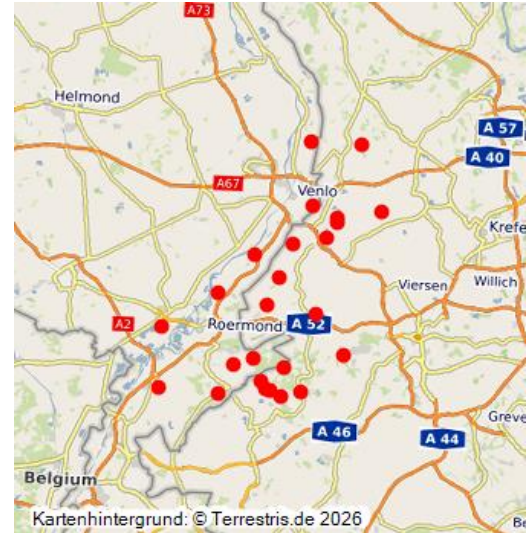 A73
Helmond
A 57
A 40
A67
Venlo
Krefe
Viersen
Willich
A2
Roermond
A 52
A 46
A 44
Greve
Belgium
Be
Kartenhintergrund: © Terrestris.de 2026